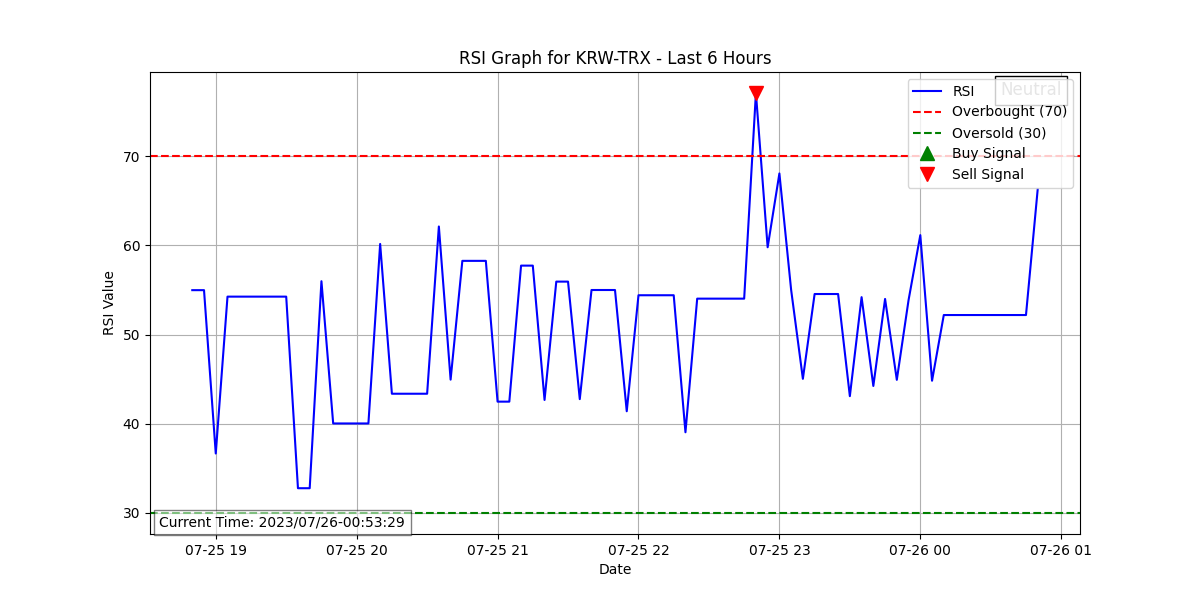 RSI Graph for KRW-TRX - Last 6 Hours
Neutral
RSI
Overbought (70)
Oversold (30)
Buy Signal
Sell Signal
RSI Value
70
60
50
40
30
Current Time: 2023/07/26-00:53:29
07-25 19 07-25 20 07-25 21 07-25 22 07-25 23 07-26 00 07-26 01
Date